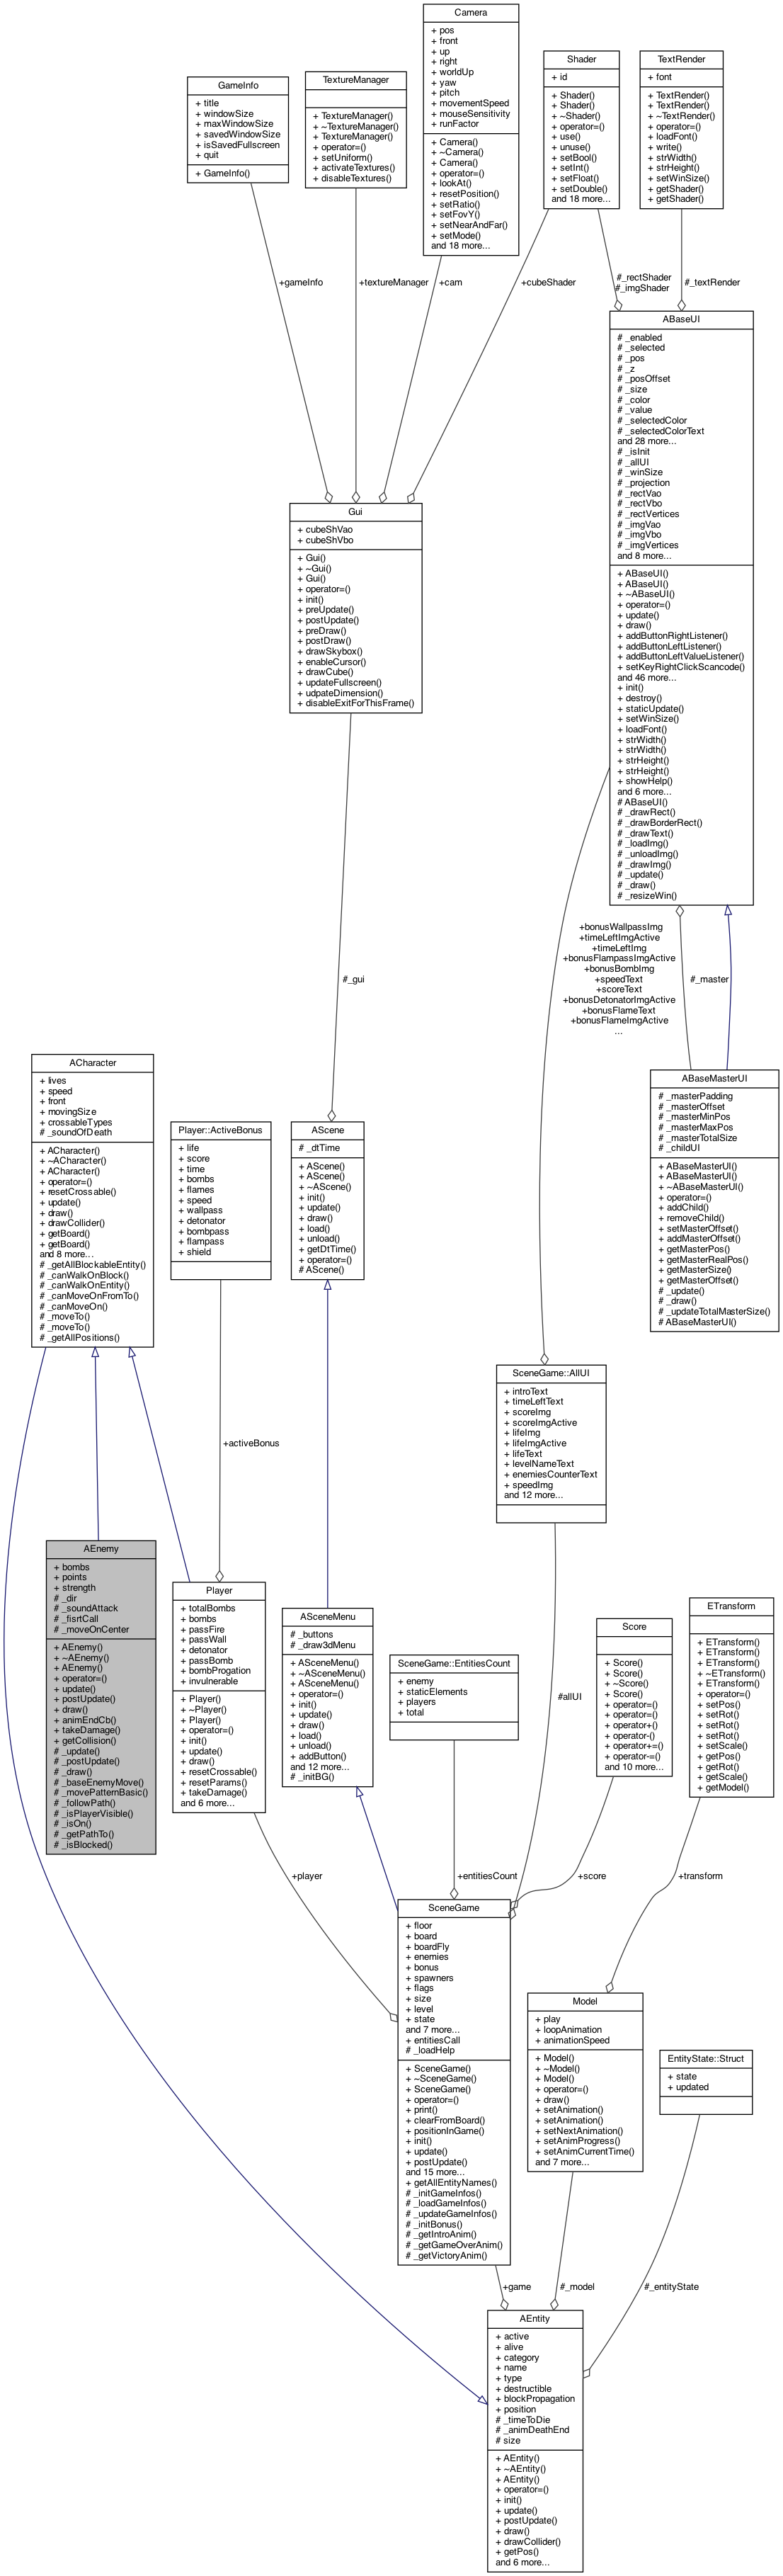 Camera
+ pos
+ front
+ up
+ right
+ worldUp
+ yaw
+ pitch
+ movementSpeed
+ mouseSensitivity
+ runFactor
+ Camera()
+ ~Camera()
+ Camera()
+ operator=()
+ lookAt()
+ resetPosition()
+ setRatio()
+ setFovY()
+ setNearAndFar()
+ setMode()
and 18 more...
Shader
+ id
+ Shader()
+ Shader()
+ ~Shader()
+ operator=()
+ use()
+ unuse()
+ setBool()
+ setInt()
+ setFloat()
+ setDouble()
and 18 more...
TextRender
+ font
+ TextRender()
+ TextRender()
+ ~TextRender()
+ operator=()
+ loadFont()
+ write()
+ strWidth()
+ strHeight()
+ setWinSize()
+ getShader()
+ getShader()
GameInfo
+ title
+ windowSize
+ maxWindowSize
+ savedWindowSize
+ isSavedFullscreen
+ quit
+ GameInfo()
TextureManager
+ TextureManager()
+ ~TextureManager()
+ TextureManager()
+ operator=()
+ setUniform()
+ activateTextures()
+ disableTextures()
+gameInfo
+textureManager
+cam
+cubeShader
#_rectShader
#_imgShader
#_textRender
ABaseUI
# _enabled
# _selected
# _pos
# _z
# _posOffset
# _size
# _color
# _value
# _selectedColor
# _selectedColorText
and 28 more...
# _isInit
# _allUI
# _winSize
# _projection
# _rectVao
# _rectVbo
# _rectVertices
# _imgVao
# _imgVbo
# _imgVertices
and 8 more...
+ ABaseUI()
+ ABaseUI()
+ ~ABaseUI()
+ operator=()
+ update()
+ draw()
+ addButtonRightListener()
+ addButtonLeftListener()
+ addButtonLeftValueListener()
+ setKeyRightClickScancode()
and 46 more...
+ init()
+ destroy()
+ staticUpdate()
+ setWinSize()
+ loadFont()
+ strWidth()
+ strWidth()
+ strHeight()
+ strHeight()
+ showHelp()
and 6 more...
# ABaseUI()
# _drawRect()
# _drawBorderRect()
# _drawText()
# _loadImg()
# _unloadImg()
# _drawImg()
# _update()
# _draw()
# _resizeWin()
Gui
+ cubeShVao
+ cubeShVbo
+ Gui()
+ ~Gui()
+ Gui()
+ operator=()
+ init()
+ preUpdate()
+ postUpdate()
+ preDraw()
+ postDraw()
+ drawSkybox()
+ enableCursor()
+ drawCube()
+ updateFullscreen()
+ udpateDimension()
+ disableExitForThisFrame()
#_gui
+bonusWallpassImg
+timeLeftImgActive
+timeLeftImg
+bonusFlampassImgActive
+bonusBombImg
+speedText
+scoreText
+bonusDetonatorImgActive
+bonusFlameText
+bonusFlameImgActive
...
#_master
ABaseMasterUI
# _masterPadding
# _masterOffset
# _masterMinPos
# _masterMaxPos
# _masterTotalSize
# _childUI
+ ABaseMasterUI()
+ ABaseMasterUI()
+ ~ABaseMasterUI()
+ operator=()
+ addChild()
+ removeChild()
+ setMasterOffset()
+ addMasterOffset()
+ getMasterPos()
+ getMasterRealPos()
+ getMasterSize()
+ getMasterOffset()
# _update()
# _draw()
# _updateTotalMasterSize()
# ABaseMasterUI()
ACharacter
+ lives
+ speed
+ front
+ movingSize
+ crossableTypes
# _soundOfDeath
+ ACharacter()
+ ~ACharacter()
+ ACharacter()
+ operator=()
+ resetCrossable()
+ update()
+ draw()
+ drawCollider()
+ getBoard()
+ getBoard()
and 8 more...
# _getAllBlockableEntity()
# _canWalkOnBlock()
# _canWalkOnEntity()
# _canMoveOnFromTo()
# _canMoveOn()
# _moveTo()
# _moveTo()
# _getAllPositions()
Player::ActiveBonus
+ life
+ score
+ time
+ bombs
+ flames
+ speed
+ wallpass
+ detonator
+ bombpass
+ flampass
+ shield
AScene
# _dtTime
+ AScene()
+ AScene()
+ ~AScene()
+ init()
+ update()
+ draw()
+ load()
+ unload()
+ getDtTime()
+ operator=()
# AScene()
SceneGame::AllUI
+ introText
+ timeLeftText
+ scoreImg
+ scoreImgActive
+ lifeImg
+ lifeImgActive
+ lifeText
+ levelNameText
+ enemiesCounterText
+ speedImg
and 12 more...
+activeBonus
AEnemy
+ bombs
+ points
+ strength
# _dir
# _soundAttack
# _fisrtCall
# _moveOnCenter
+ AEnemy()
+ ~AEnemy()
+ AEnemy()
+ operator=()
+ update()
+ postUpdate()
+ draw()
+ animEndCb()
+ takeDamage()
+ getCollision()
# _update()
# _postUpdate()
# _draw()
# _baseEnemyMove()
# _movePatternBasic()
# _followPath()
# _isPlayerVisible()
# _isOn()
# _getPathTo()
# _isBlocked()
Player
+ totalBombs
+ bombs
+ passFire
+ passWall
+ detonator
+ passBomb
+ bombProgation
+ invulnerable
+ Player()
+ ~Player()
+ Player()
+ operator=()
+ init()
+ update()
+ draw()
+ resetCrossable()
+ resetParams()
+ takeDamage()
and 6 more...
ASceneMenu
# _buttons
# _draw3dMenu
+ ASceneMenu()
+ ~ASceneMenu()
+ ASceneMenu()
+ operator=()
+ init()
+ update()
+ draw()
+ load()
+ unload()
+ addButton()
and 12 more...
# _initBG()
SceneGame::EntitiesCount
+ enemy
+ staticElements
+ players
+ total
#allUI
Score
+ Score()
+ Score()
+ ~Score()
+ Score()
+ operator=()
+ operator=()
+ operator+()
+ operator-()
+ operator+=()
+ operator-=()
and 10 more...
ETransform
+ ETransform()
+ ETransform()
+ ETransform()
+ ~ETransform()
+ ETransform()
+ operator=()
+ setPos()
+ setRot()
+ setRot()
+ setRot()
+ setScale()
+ getPos()
+ getRot()
+ getScale()
+ getModel()
+player
+entitiesCount
+score
+transform
SceneGame
+ floor
+ board
+ boardFly
+ enemies
+ bonus
+ spawners
+ flags
+ size
+ level
+ state
and 7 more...
+ entitiesCall
# _loadHelp
+ SceneGame()
+ ~SceneGame()
+ SceneGame()
+ operator=()
+ print()
+ clearFromBoard()
+ positionInGame()
+ init()
+ update()
+ postUpdate()
and 15 more...
+ getAllEntityNames()
# _initGameInfos()
# _loadGameInfos()
# _updateGameInfos()
# _initBonus()
# _getIntroAnim()
# _getGameOverAnim()
# _getVictoryAnim()
Model
+ play
+ loopAnimation
+ animationSpeed
+ Model()
+ ~Model()
+ Model()
+ operator=()
+ draw()
+ setAnimation()
+ setAnimation()
+ setNextAnimation()
+ setAnimProgress()
+ setAnimCurrentTime()
and 7 more...
EntityState::Struct
+ state
+ updated
+game
#_model
#_entityState
AEntity
+ active
+ alive
+ category
+ name
+ type
+ destructible
+ blockPropagation
+ position
# _timeToDie
# _animDeathEnd
# size
+ AEntity()
+ ~AEntity()
+ AEntity()
+ operator=()
+ init()
+ update()
+ postUpdate()
+ draw()
+ drawCollider()
+ getPos()
and 6 more...